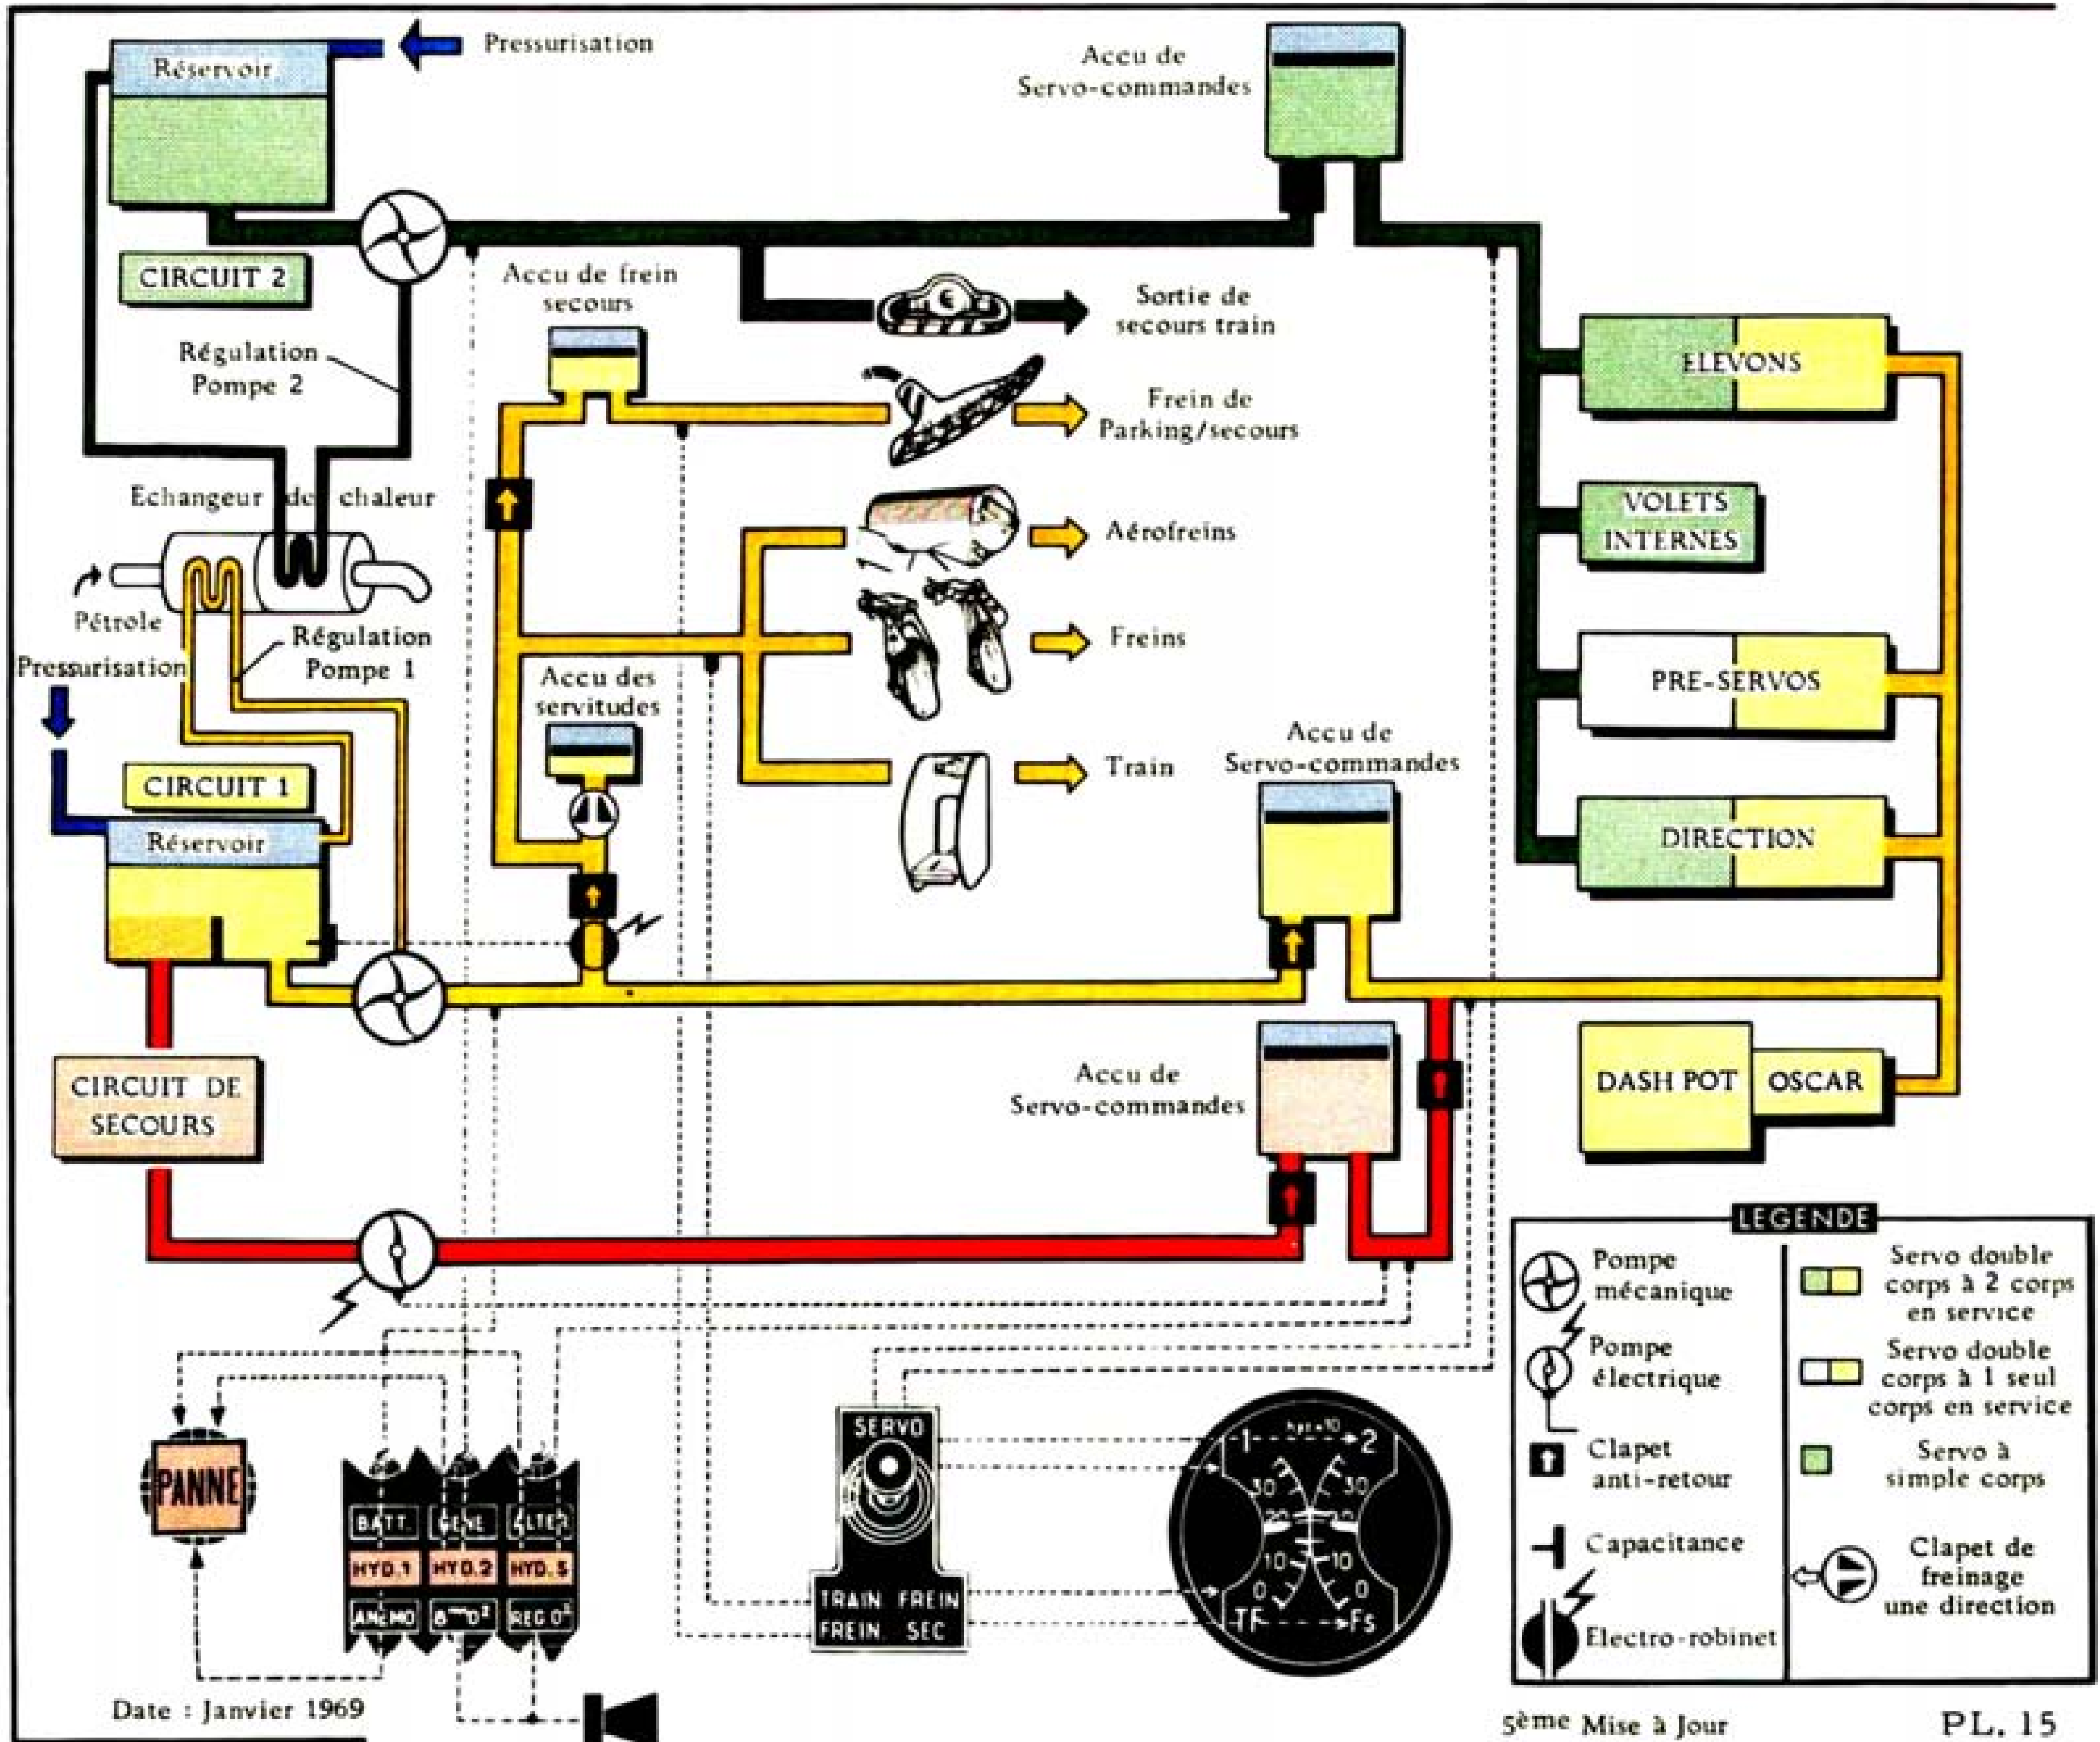 Réservoir
Pressurisation
Accu de
Servo-commandes
CIRCUIT 2
Accu de frein
secours
Sortie de
secours train
Régulation
Pompe 2
Frein de
Parking/secours
ELEVONS
Echangeur de chaleur
VOLETS
INTERNES
Aérofreins
Pétrole
Régulation
Pompe 1
Freins
Pressurisation
Accu des
servitudes
PRE-SERVOS
Accu de
Servo-commandes
Train
CIRCUIT 1
Réservoir
DIRECTION
CIRCUIT DE
SECOURS
Accu de
Servo-commandes
DASH POT
OSCAR
LEGENDE
Pompe
mécanique
Pompe
électrique
Clapet
anti-retour
Capacitance
Electro-robinet
Servo double
corps à 2 corps
en service
Servo double
corps à 1 seul
corps en service
Servo à
simple corps
Clapet de
freinage
une direction
PANNE
BATT. GENE ALTER
HYD.1 HYD.2 HYD.S
ANEMO REG O²
SERVO
TRAIN. FREIN
FREIN. SEC
1 2
30 30
20 20
10 10
0 0
TF Fs
Date : Janvier 1969
5ème Mise à Jour
PL. 15